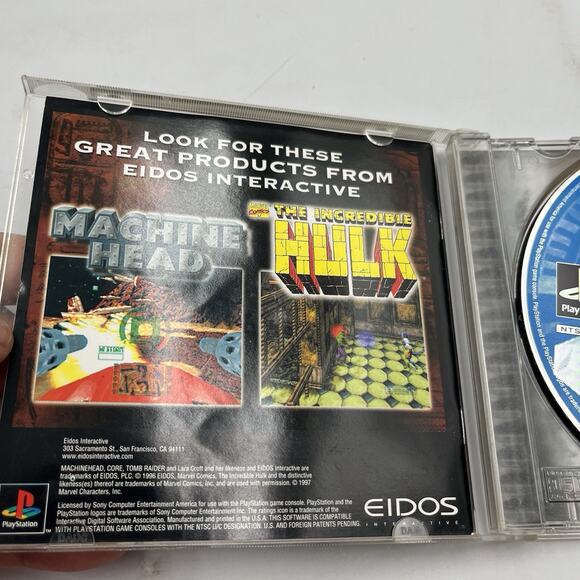 LOOK FOR THESE
GREAT PRODUCTS FROM
EIDOS INTERACTIVE
MACHINE
HEAD
THE INCREDIBLE
HULK
Eidos Interactive
303 Sacramento St., San Francisco, CA 94111
www.eidosinteractive.com
MACHINEHEAD, CORE, TOMB RAIDER and Lara Croft and her likeness and EIDOS Interactive are
trademarks of EIDOS, PLC. © 1996 EIDOS. The Incredible Hulk and the distinctive
likeness(es) thereof are trademarks of Marvel Characters, Inc. and are used with permission. © 1997
Marvel Characters, Inc.
Licensed by Sony Computer Entertainment America for use with the PlayStation game console. PlayStation and the
PlayStation logos are trademarks of Sony Computer Entertainment Inc. The ratings icon is a trademark of the
Interactive Digital Software Association. Manufactured and printed in the U.S.A. THIS SOFTWARE IS COMPATIBLE
WITH PLAYSTATION GAME CONSOLES WITH THE NTSC U/C DESIGNATION. U.S. AND FOREIGN PATENTS PENDING.
PlayStation
EIDOS
INTERACTIVE